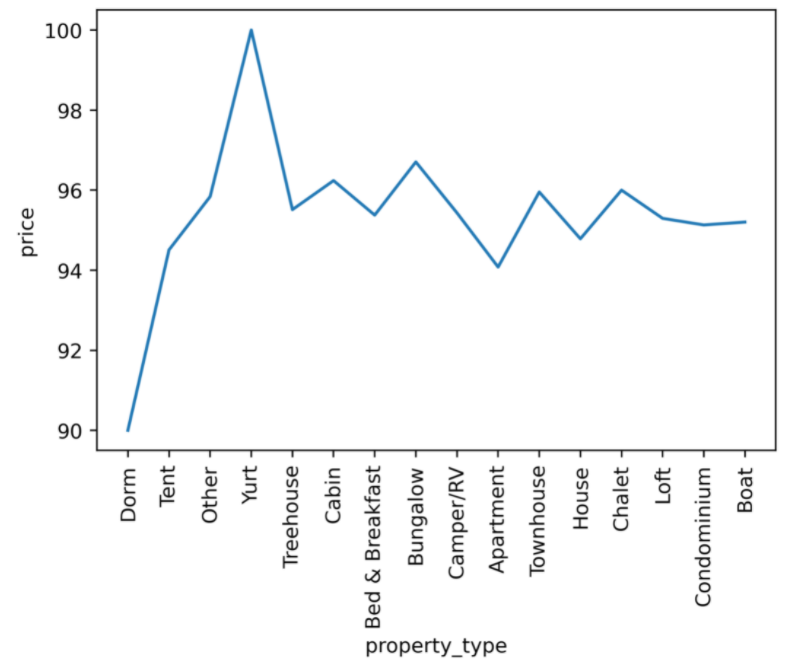 100
98
96
94
92
90
price
Dorm
Tent
Other
Yurt
Treehouse
Cabin
Bed & Breakfast
Bungalow
Camper/RV
Apartment
Townhouse
House
Chalet
Loft
Condominium
Boat
property_type